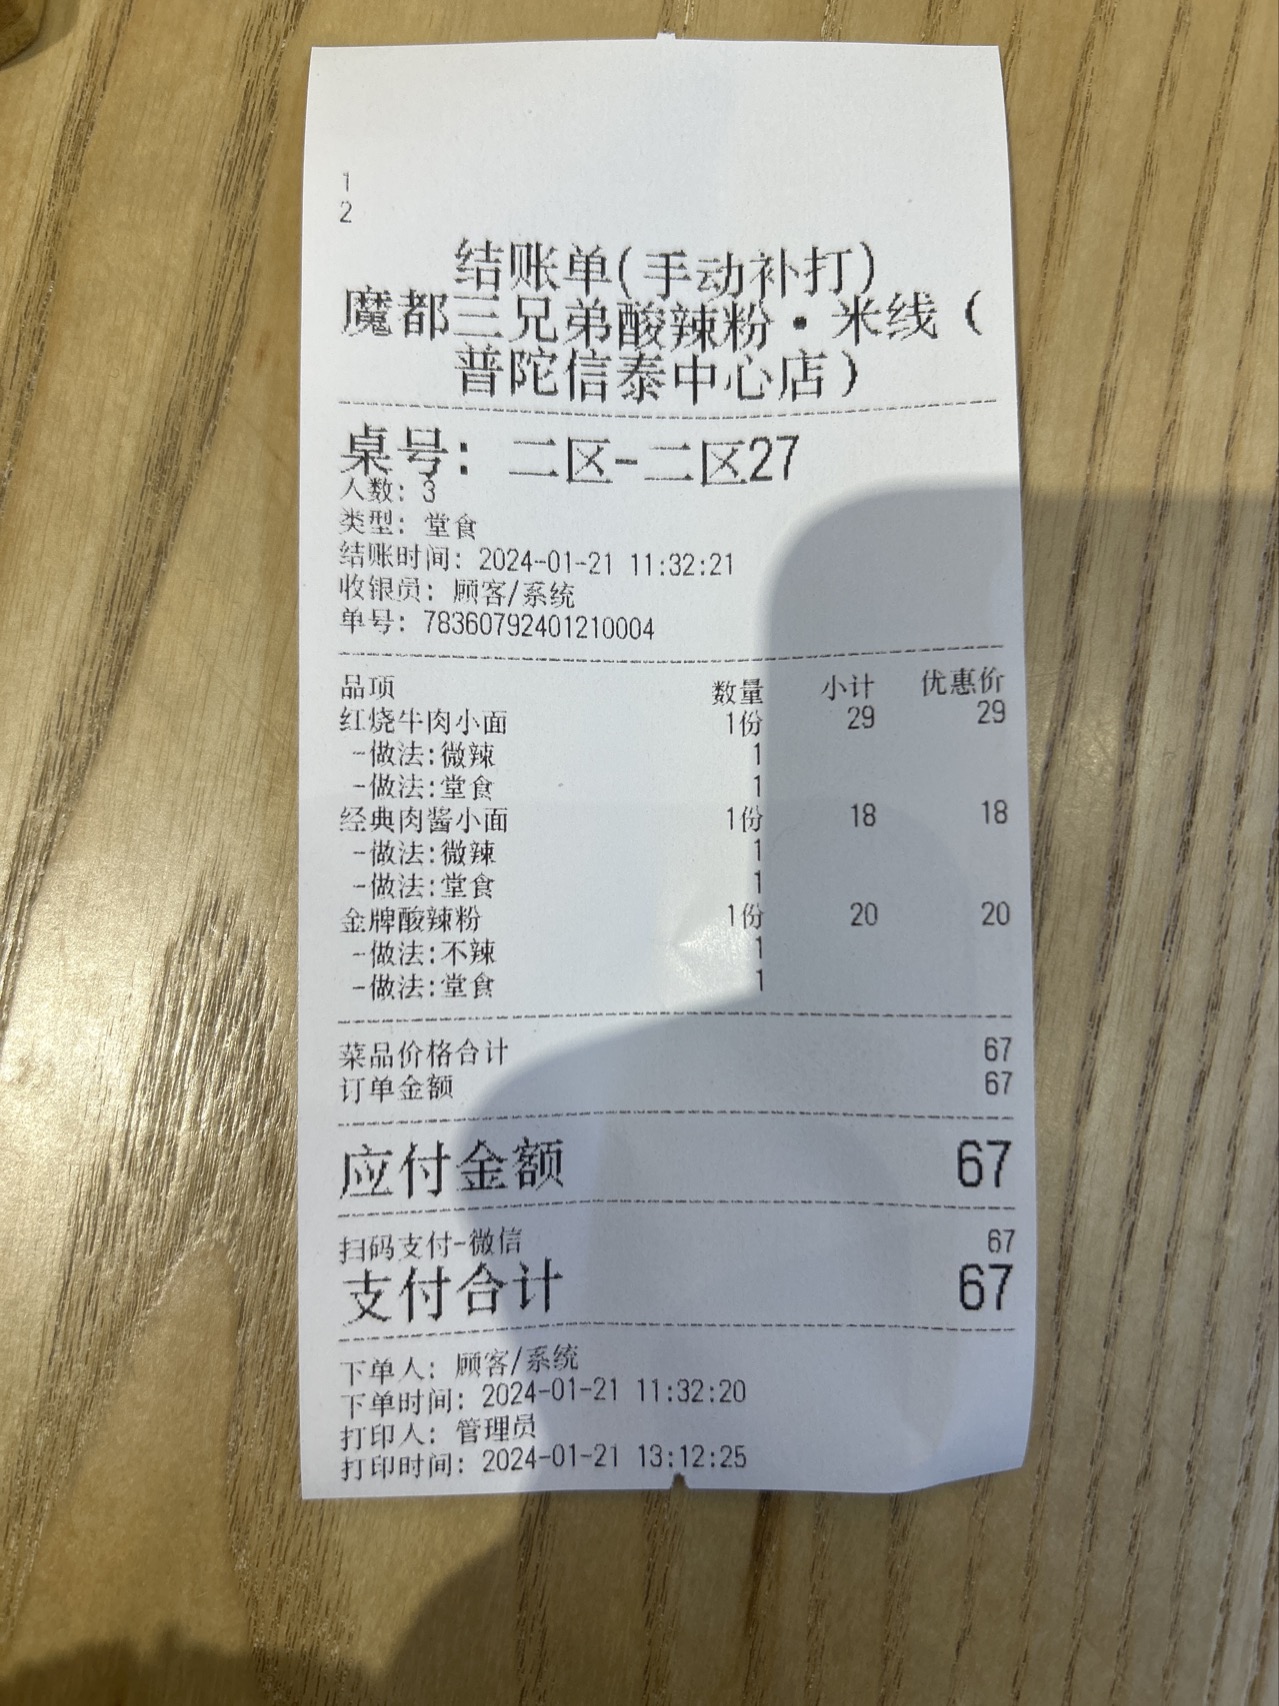 1
2
结账单(手动补打)
魔都三兄弟酸辣粉·米线(
普陀信泰中心店)
桌号: 二区-二区27
人数: 3
类型: 堂食
结账时间: 2024-01-21 11:32:21
收银员: 顾客/系统
单号: 78360792401210004
品项 数量 小计 优惠价
红烧牛肉小面 1份 29 29
-做法:微辣 1
-做法:堂食 1
经典肉酱小面 1份 18 18
-做法:微辣 1
-做法:堂食 1
金牌酸辣粉 1份 20 20
-做法:不辣 1
-做法:堂食 1
菜品价格合计 67
订单金额 67
应付金额 67
扫码支付-微信 67
支付合计 67
下单人: 顾客/系统
下单时间: 2024-01-21 11:32:20
打印人: 管理员
打印时间: 2024-01-21 13:12:25